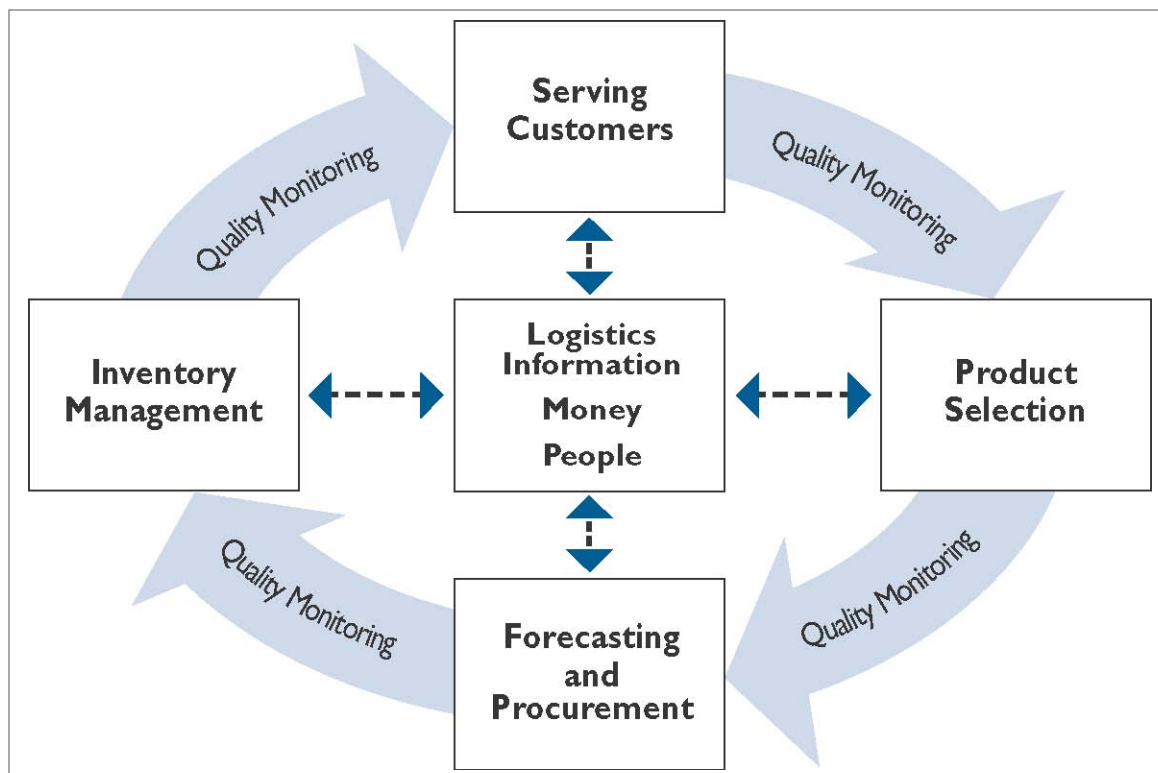 Serving
Customers
Quality Monitoring
Quality Monitoring
Logistics
Information
Money
People
Inventory
Management
Product
Selection
Quality Monitoring
Quality Monitoring
Forecasting
and
Procurement